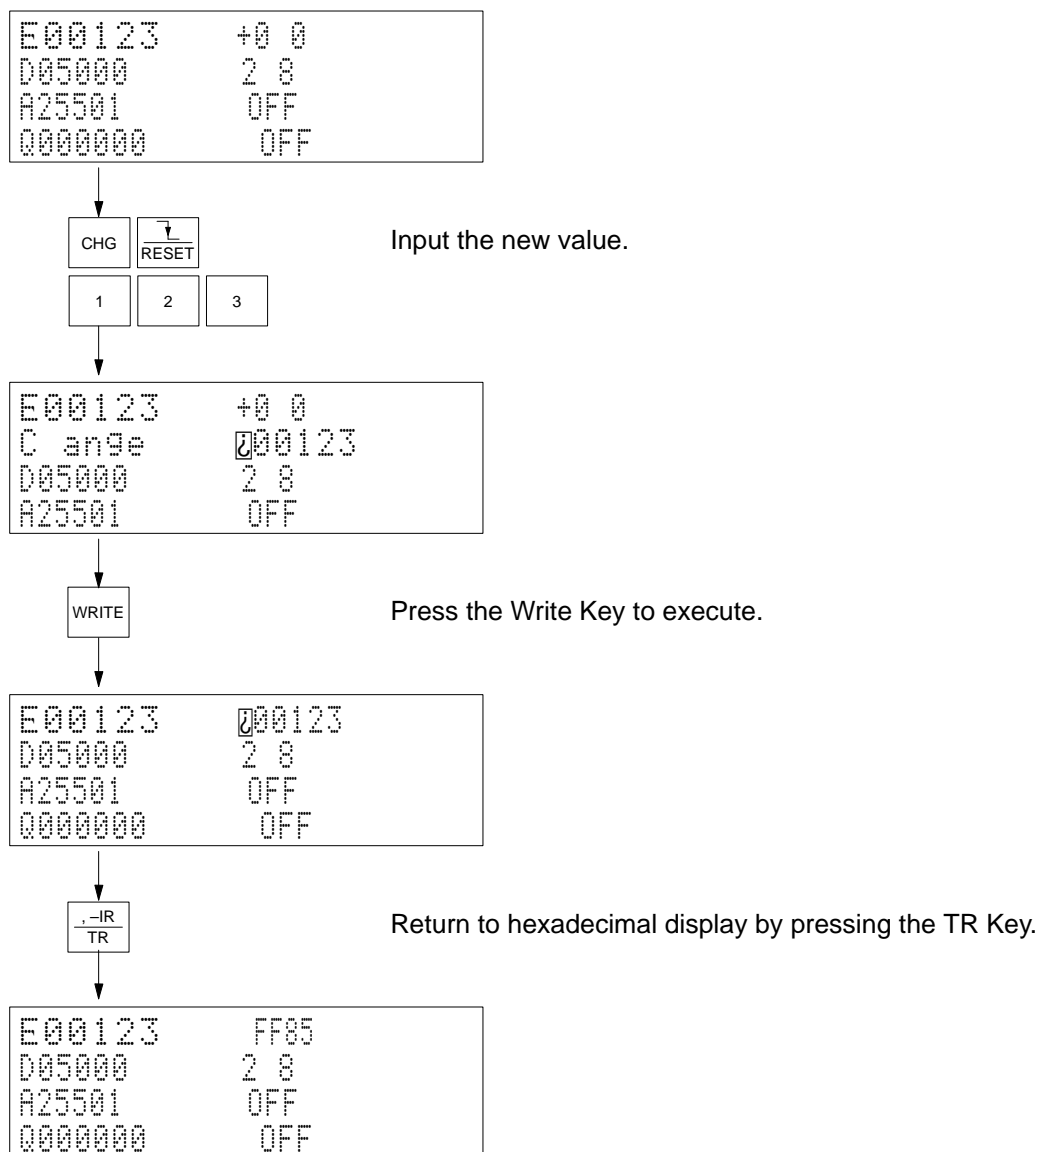 E00123 +0 0
D05000 2 8
A25501 OFF
Q000000 OFF
CHG RESET
Input the new value.
1 2 3
E00123 +0 0
C ange ¿00123
D05000 2 8
A25501 OFF
WRITE
Press the Write Key to execute.
E00123 ¿00123
D05000 2 8
A25501 OFF
Q000000 OFF
, –IR
TR
Return to hexadecimal display by pressing the TR Key.
E00123 FF85
D05000 2 8
A25501 OFF
Q000000 OFF